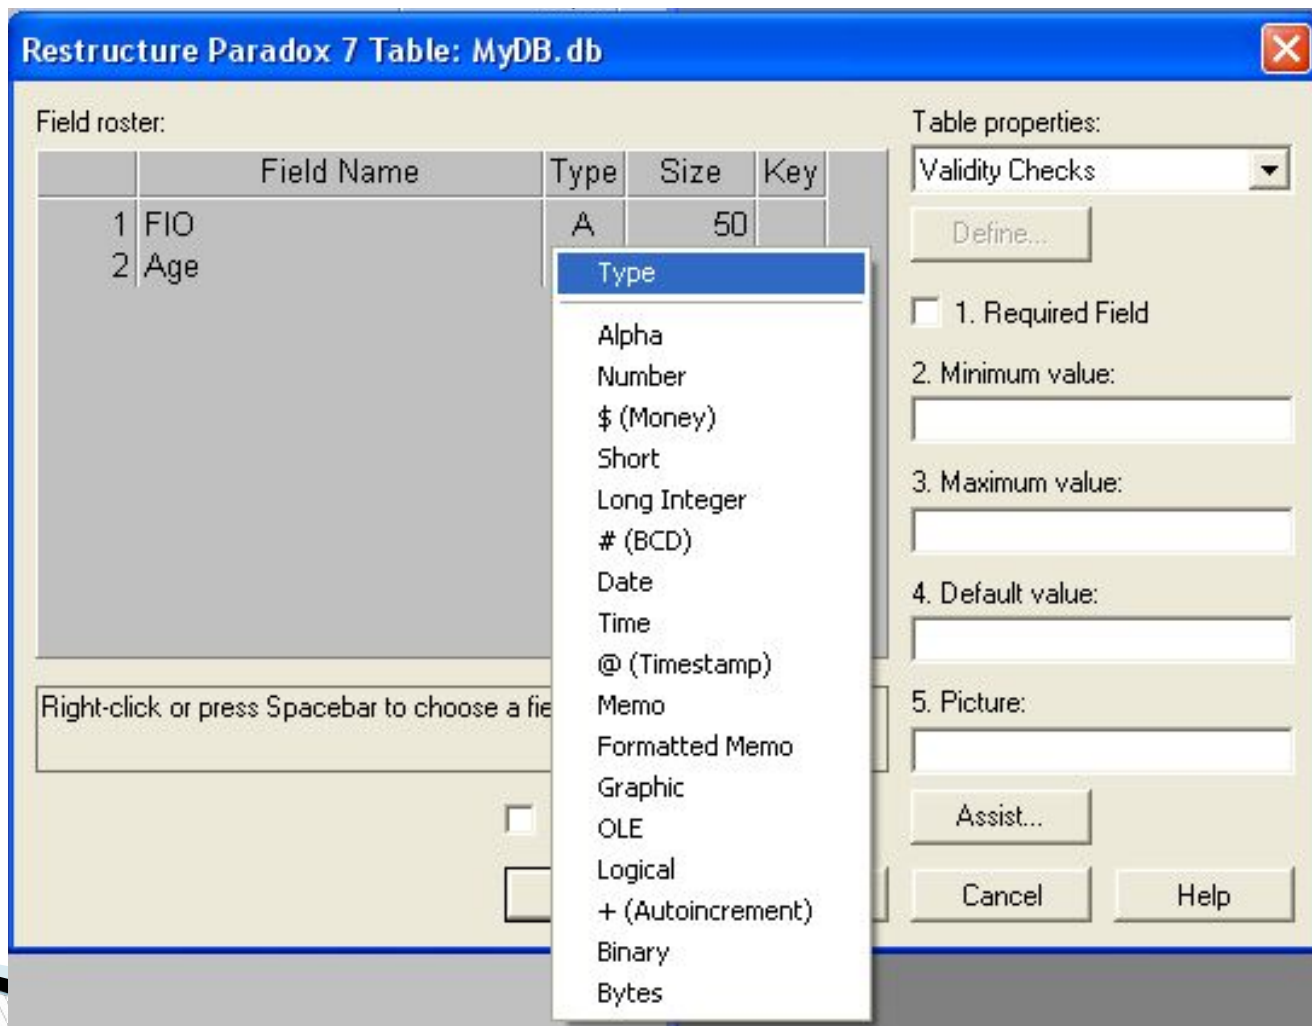 Restructure Paradox 7 Table: MyDB.db
Field roster:
Field Name Type Size Key
1 FIO A 50
2 Age
Type
Alpha
Number
$ (Money)
Short
Long Integer
# (BCD)
Date
Time
@ (Timestamp)
Memo
Formatted Memo
Graphic
OLE
Logical
+ (Autoincrement)
Binary
Bytes
Right-click or press Spacebar to choose a
Table properties:
Validity Checks
Define...
1. Required Field
2. Minimum value:
3. Maximum value:
4. Default value:
5. Picture:
Assist...
Cancel Help